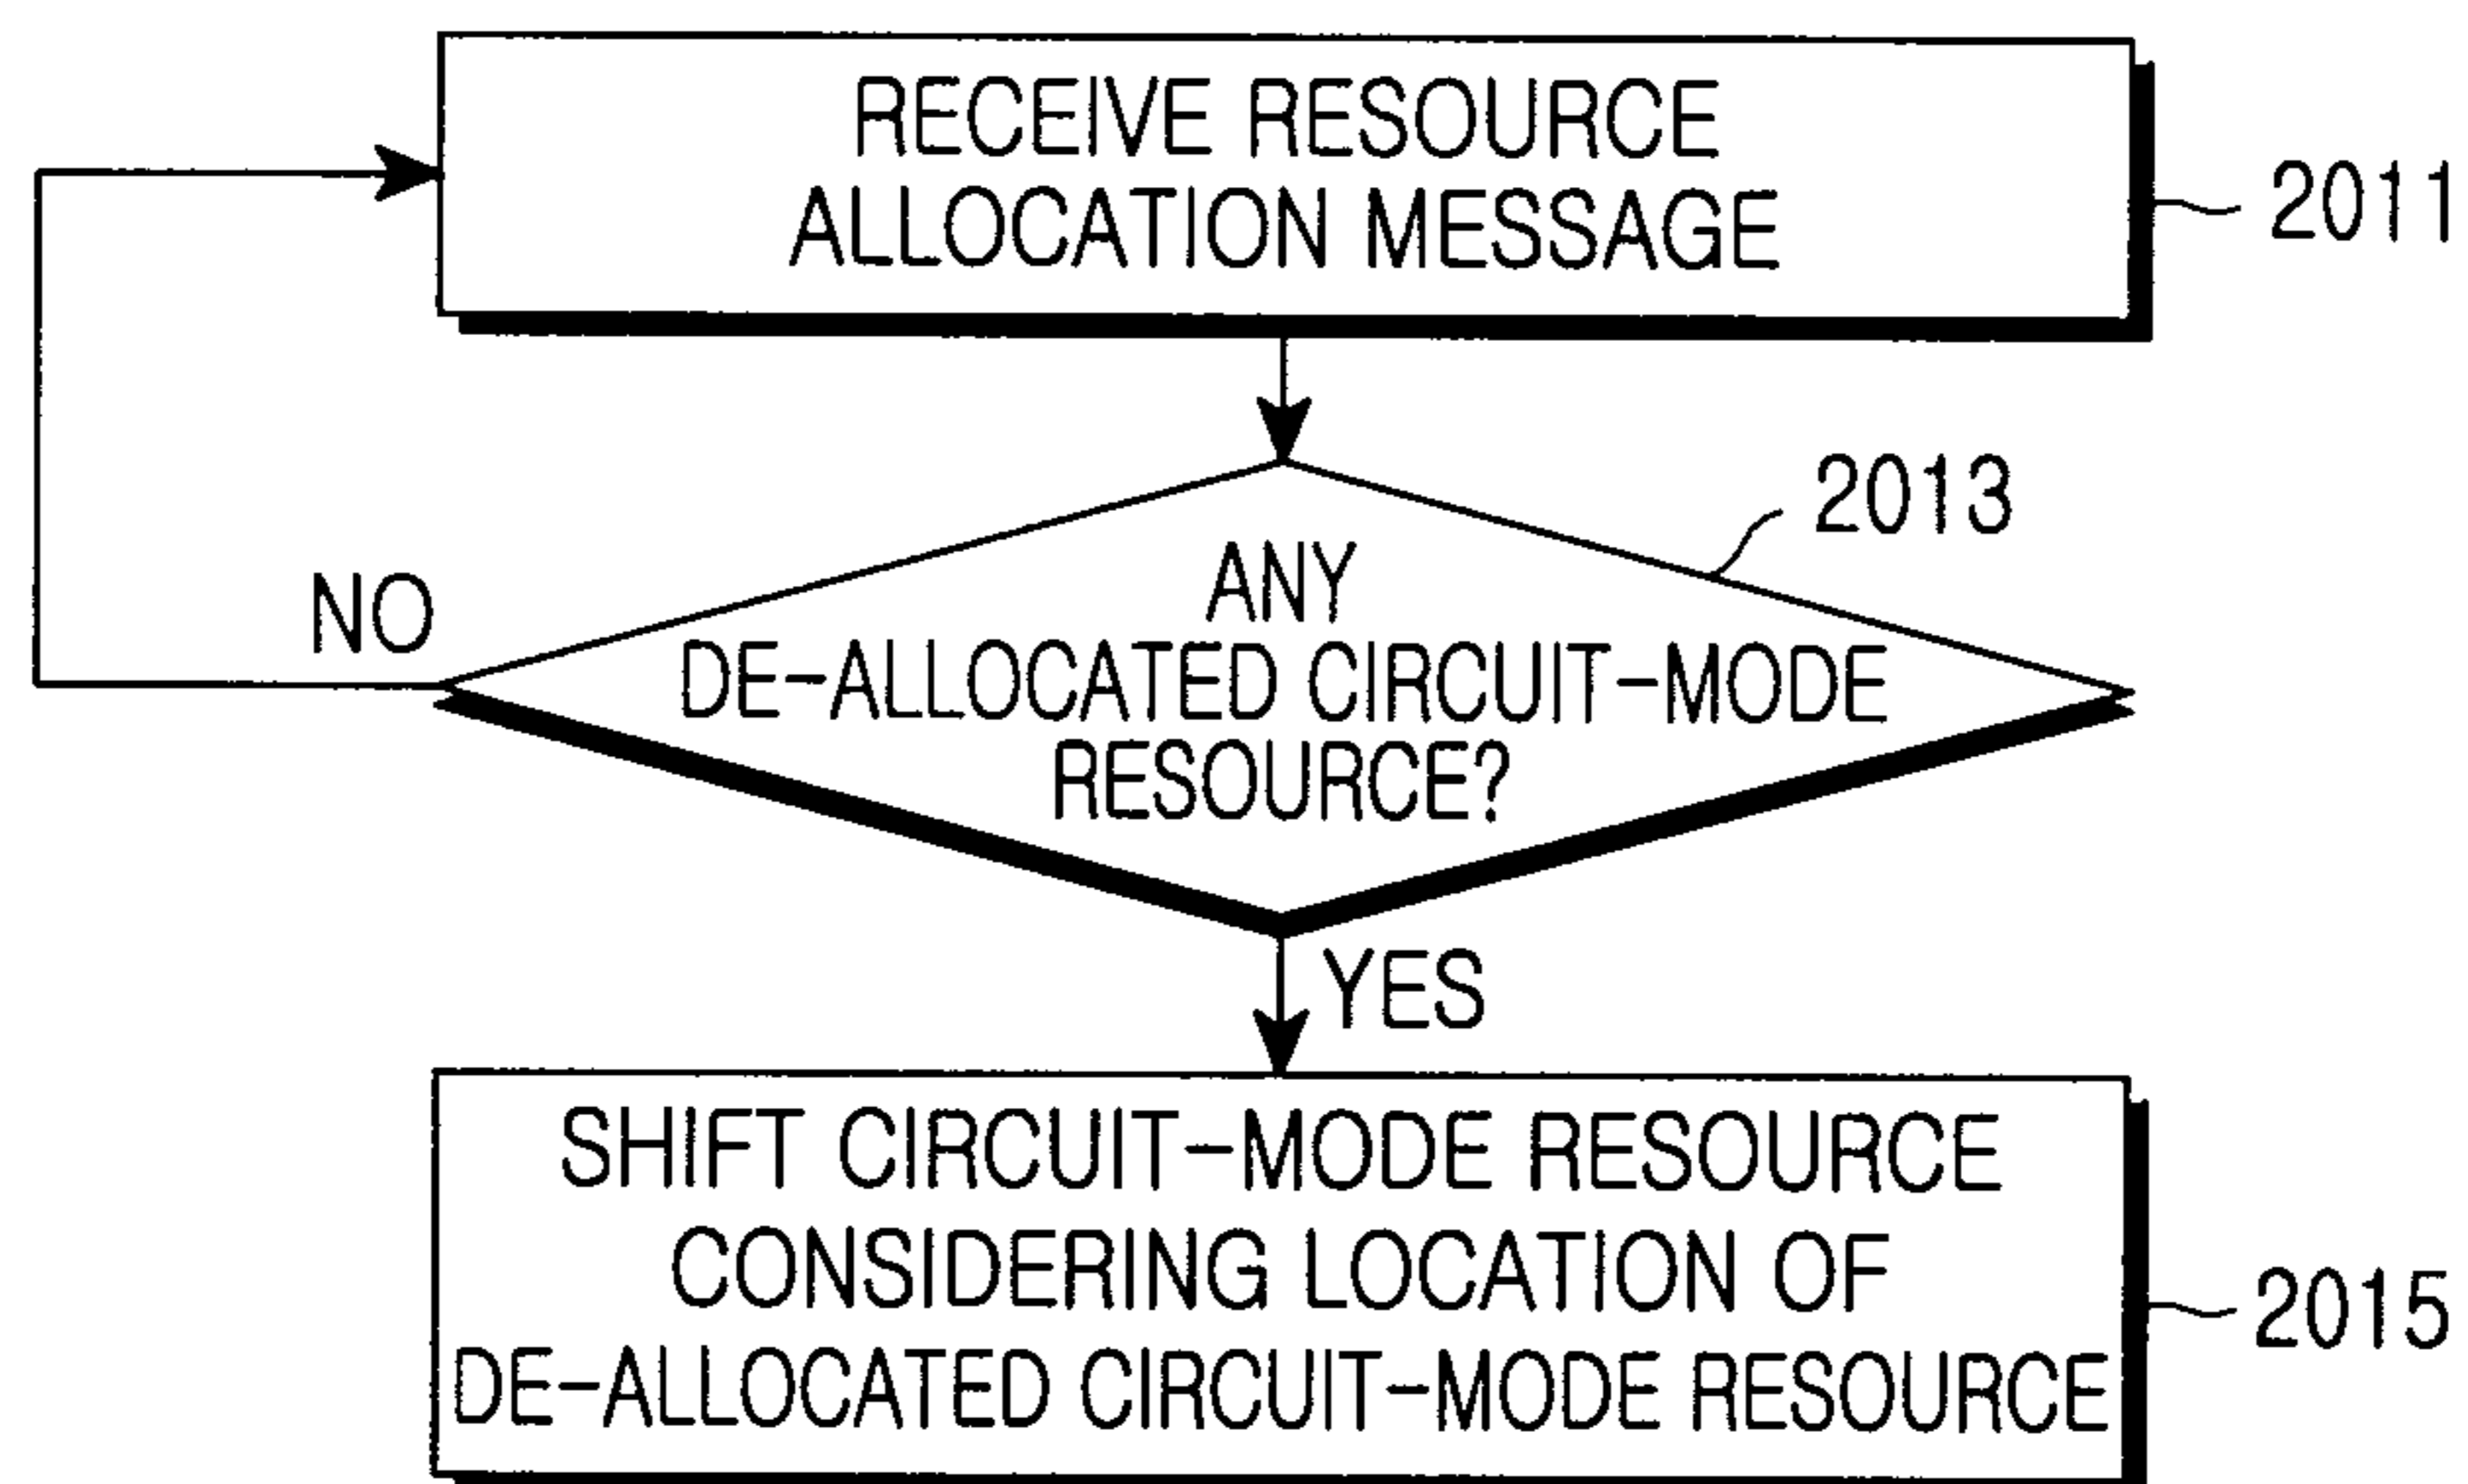 RECEIVE RESOURCE
ALLOCATION MESSAGE
2011
2013
ANY
DE-ALLOCATED CIRCUIT-MODE
RESOURCE?
NO
YES
SHIFT CIRCUIT-MODE RESOURCE
CONSIDERING LOCATION OF
DE-ALLOCATED CIRCUIT-MODE RESOURCE
2015